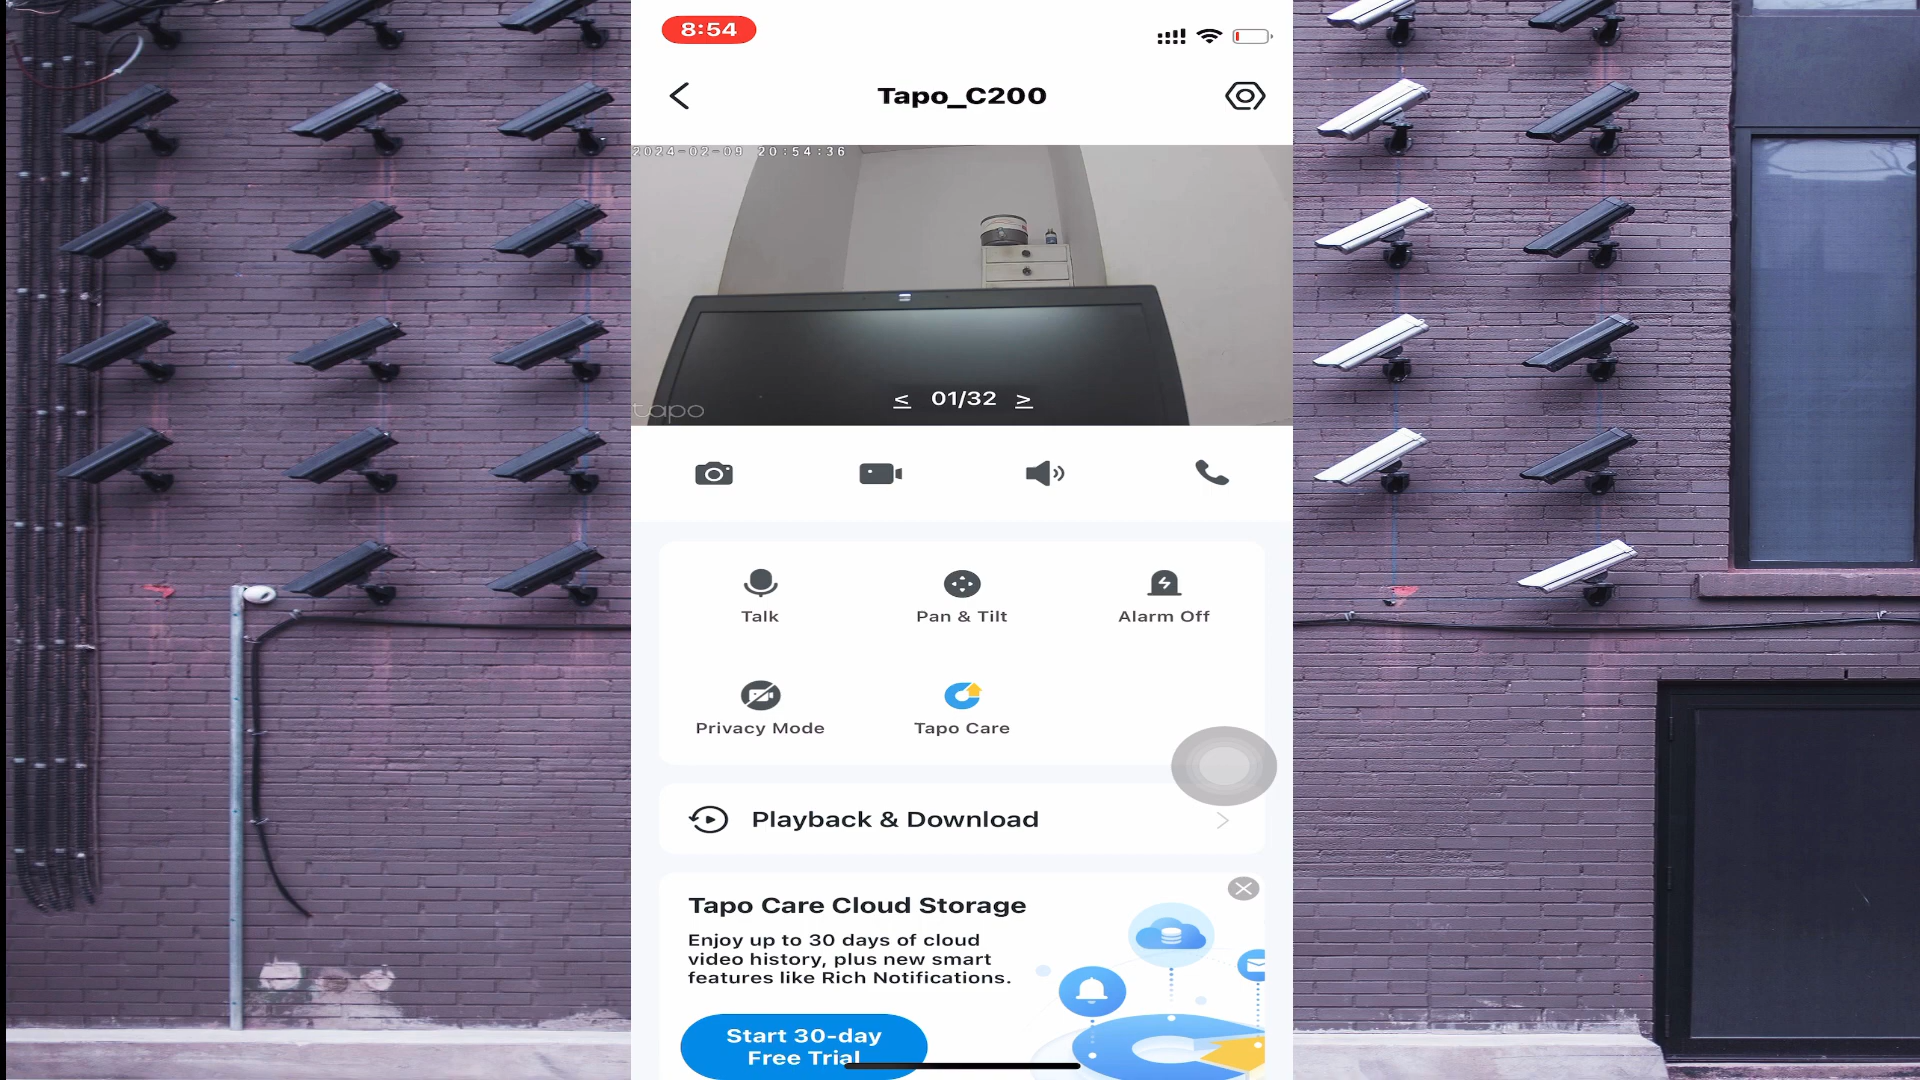 8:54
Tapo_C200
2024-02-09 20:54:36
tapo
< 01/32 >
Talk
Pan & Tilt
Alarm Off
Privacy Mode
Tapo Care
Playback & Download
Tapo Care Cloud Storage
Enjoy up to 30 days of cloud
video history, plus new smart
features like Rich Notifications.
Start 30-day
Free Trial